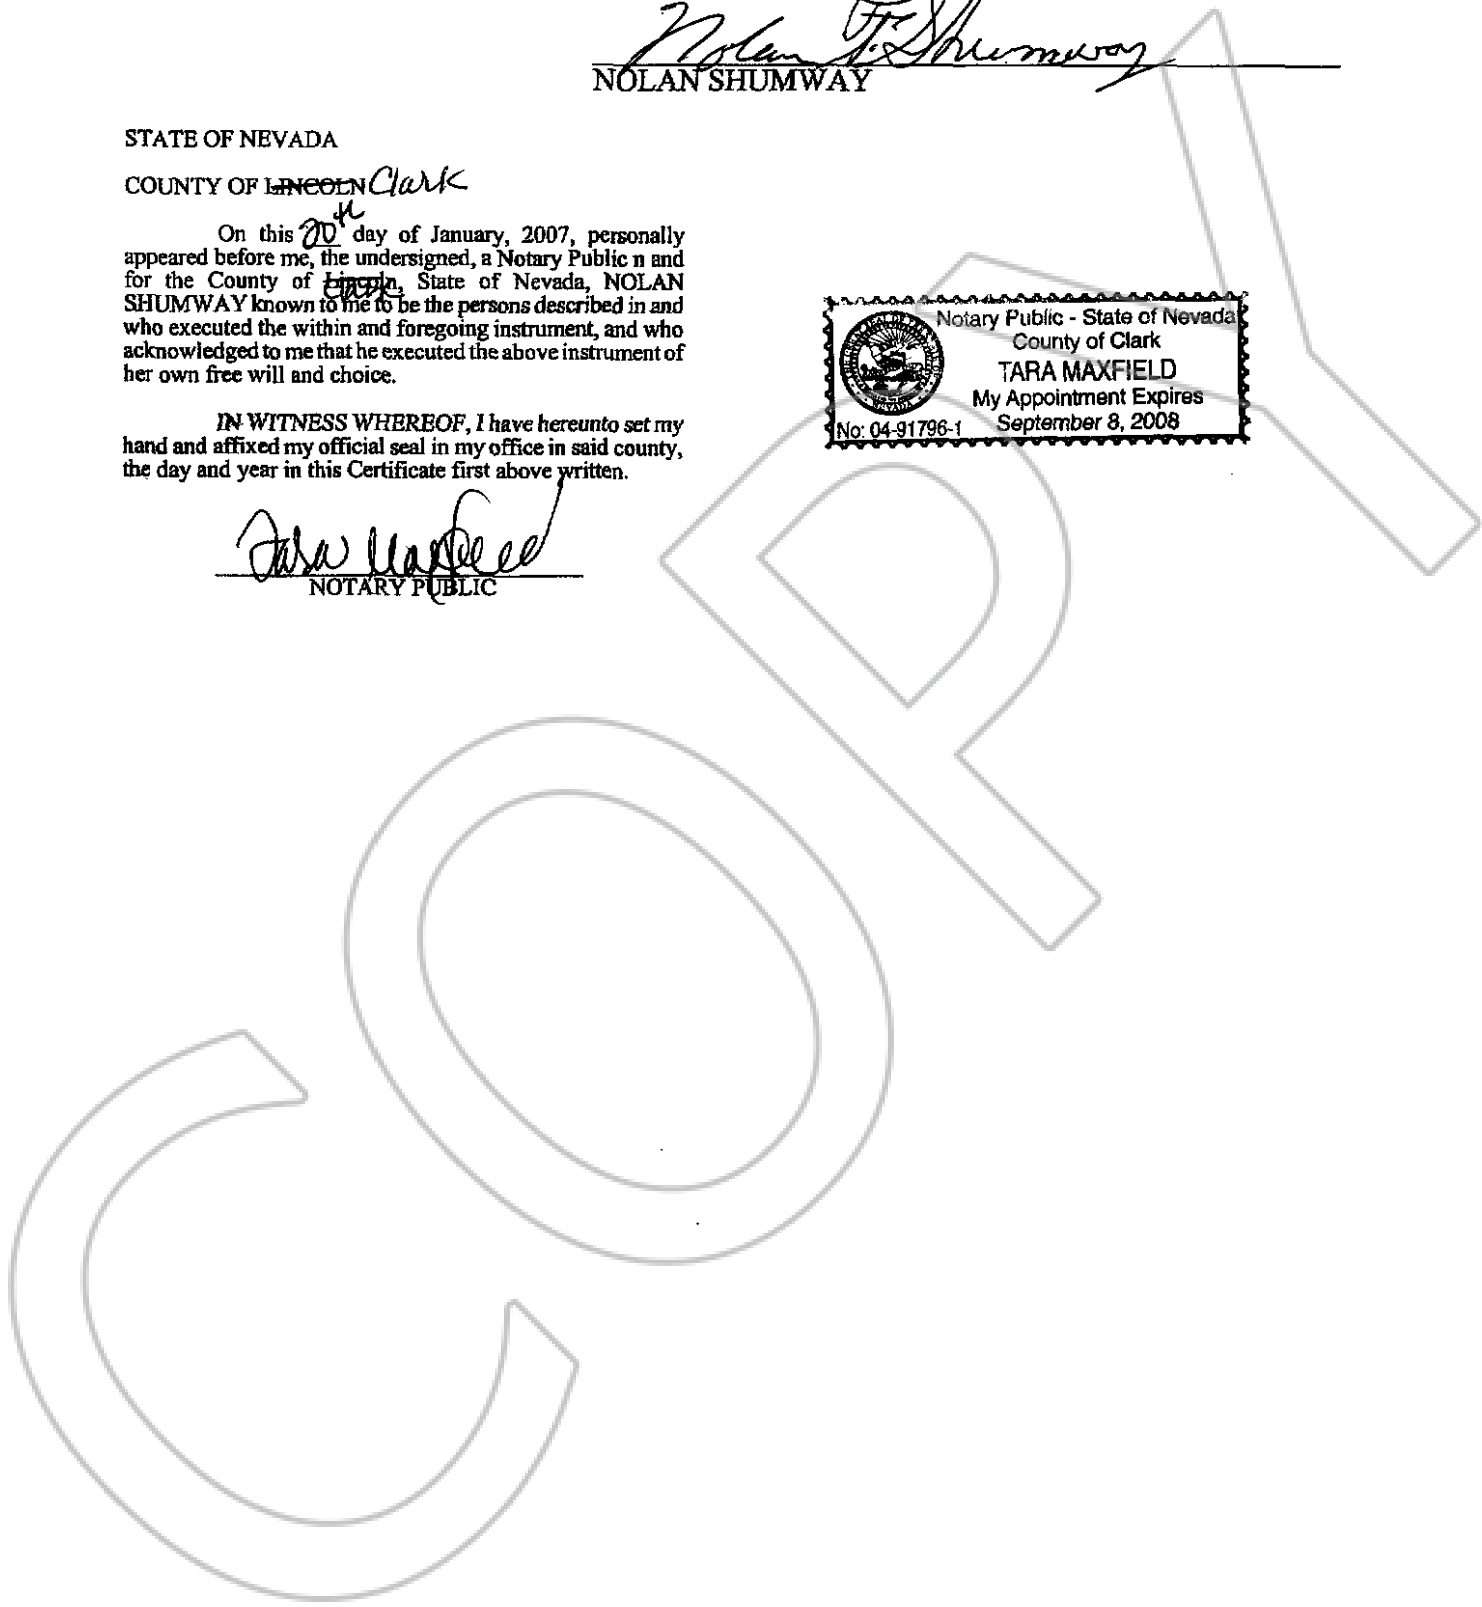 Nolan F. Shumway
NOLAN SHUMWAY
STATE OF NEVADA
COUNTY OF LINCOLN Clark
On this 20th day of January, 2007, personally
appeared before me, the undersigned, a Notary Public n and
for the County of Lincoln, State of Nevada, NOLAN
Clark
SHUMWAY known to me to be the persons described in and
who executed the within and foregoing instrument, and who
acknowledged to me that he executed the above instrument of
her own free will and choice.
IN WITNESS WHEREOF, I have hereunto set my
hand and affixed my official seal in my office in said county,
the day and year in this Certificate first above written.
Tara Maxfield
NOTARY PUBLIC
Notary Public - State of Nevada
County of Clark
TARA MAXFIELD
My Appointment Expires
No: 04-91796-1 September 8, 2008
COPY